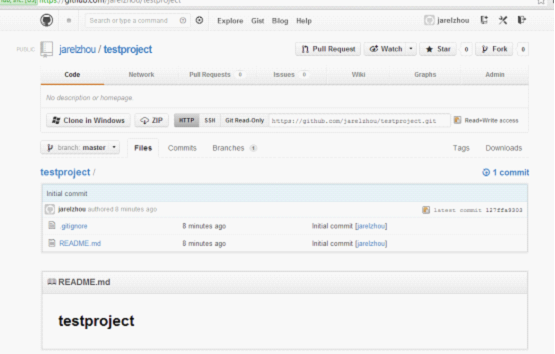 https://github.com/jarelzhou/testproject
Search or type a command
Explore Gist Blog Help
jarelzhou
PUBLIC jarelzhou / testproject
Pull Request Watch Star 0 Fork 0
Code Network Pull Requests 0 Issues 0 Wiki Graphs Admin
No description or homepage.
Clone in Windows ZIP HTTP SSH Git Read-Only https://github.com/jarelzhou/testproject.git Read+Write access
branch: master Files Commits Branches 1 Tags Downloads
testproject / 1 commit
Initial commit
jarelzhou authored 8 minutes ago latest commit
.gitignore 8 minutes ago Initial commit [jarelzhou]
README.md 8 minutes ago Initial commit [jarelzhou]
README.md
testproject